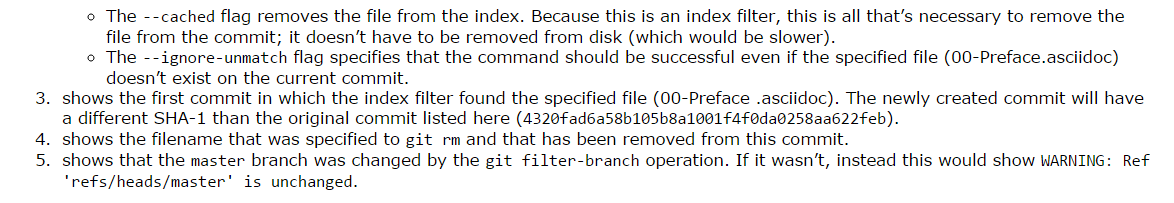 The --cached flag removes the file from the index. Because this is an index filter, this is all that’s necessary to remove the
file from the commit; it doesn’t have to be removed from disk (which would be slower).
The --ignore-unmatch flag specifies that the command should be successful even if the specified file (00-Preface.asciidoc)
doesn’t exist on the current commit.
3. shows the first commit in which the index filter found the specified file (00-Preface .asciidoc). The newly created commit will have
a different SHA-1 than the original commit listed here (4320fad6a58b105b8a1001f4f0da0258aa622feb).
4. shows the filename that was specified to git rm and that has been removed from this commit.
5. shows that the master branch was changed by the git filter-branch operation. If it wasn’t, instead this would show WARNING: Ref
'refs/heads/master' is unchanged.